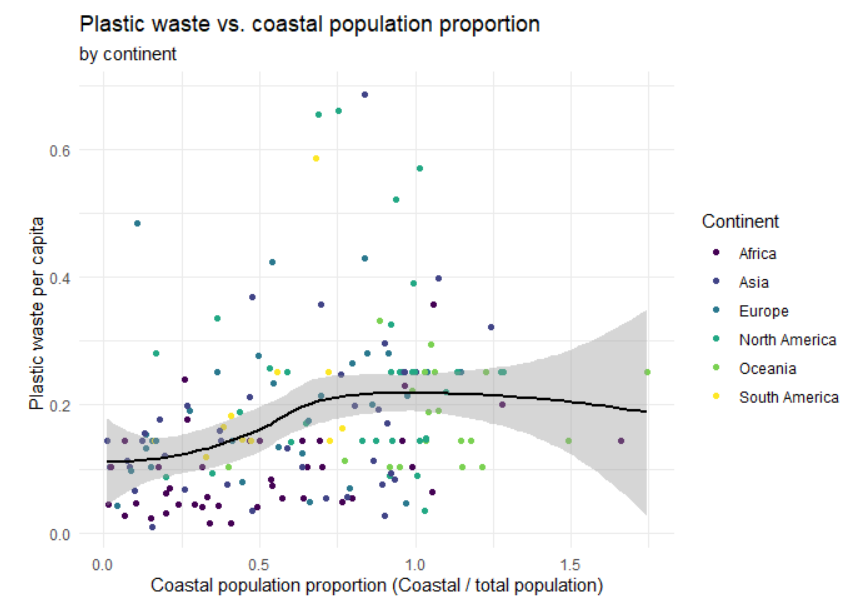 Plastic waste vs. coastal population proportion
by continent
Plastic waste per capita
0.6
0.4
0.2
0.0
0.0 0.5 1.0 1.5
Coastal population proportion (Coastal / total population)
Continent
Africa
Asia
Europe
North America
Oceania
South America